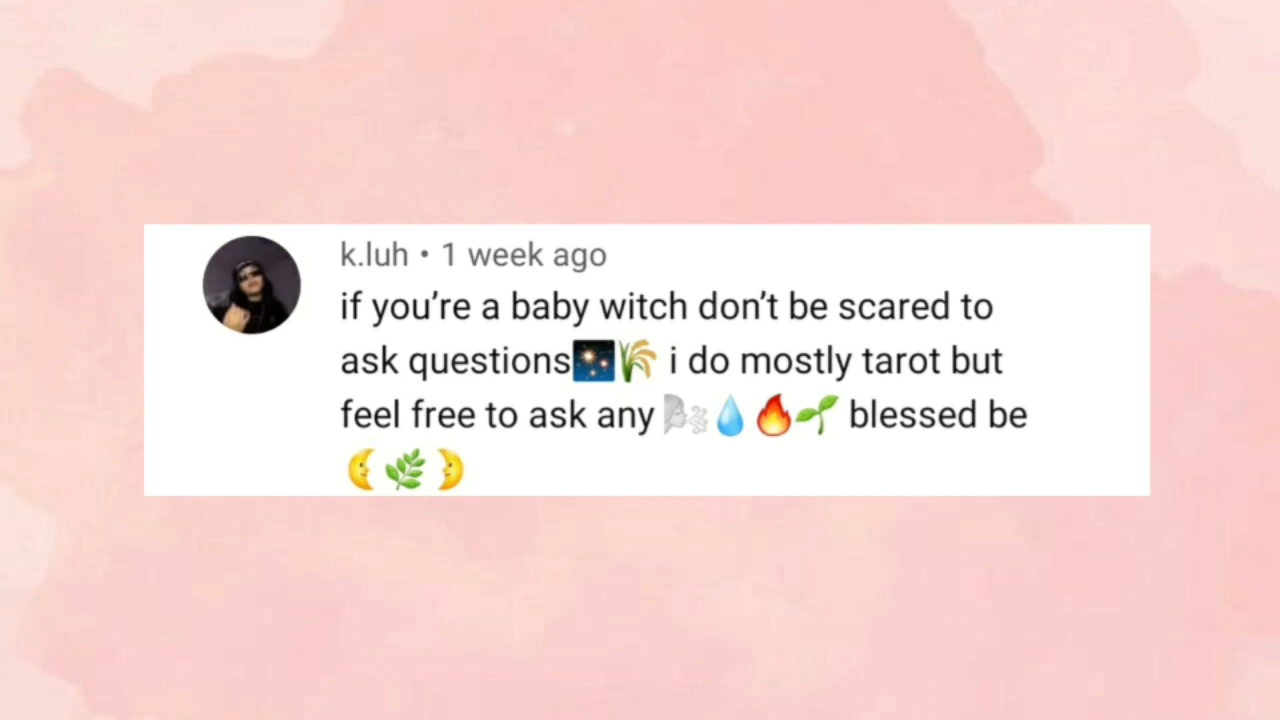 k.luh • 1 week ago
if you’re a baby witch don’t be scared to
ask questions🎇🌾 i do mostly tarot but
feel free to ask any 🌬💧🔥🌱 blessed be
🌜🌿🌛